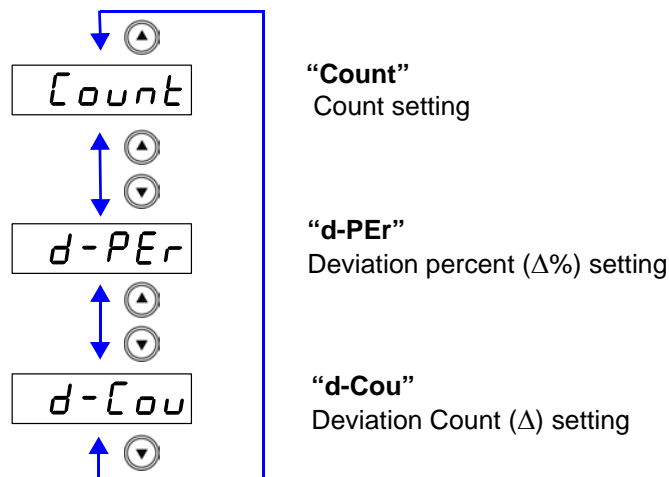 Count
“Count”
Count setting
d-PEr
“d-PEr”
Deviation percent (Δ%) setting
d-Cou
“d-Cou”
Deviation Count (Δ) setting